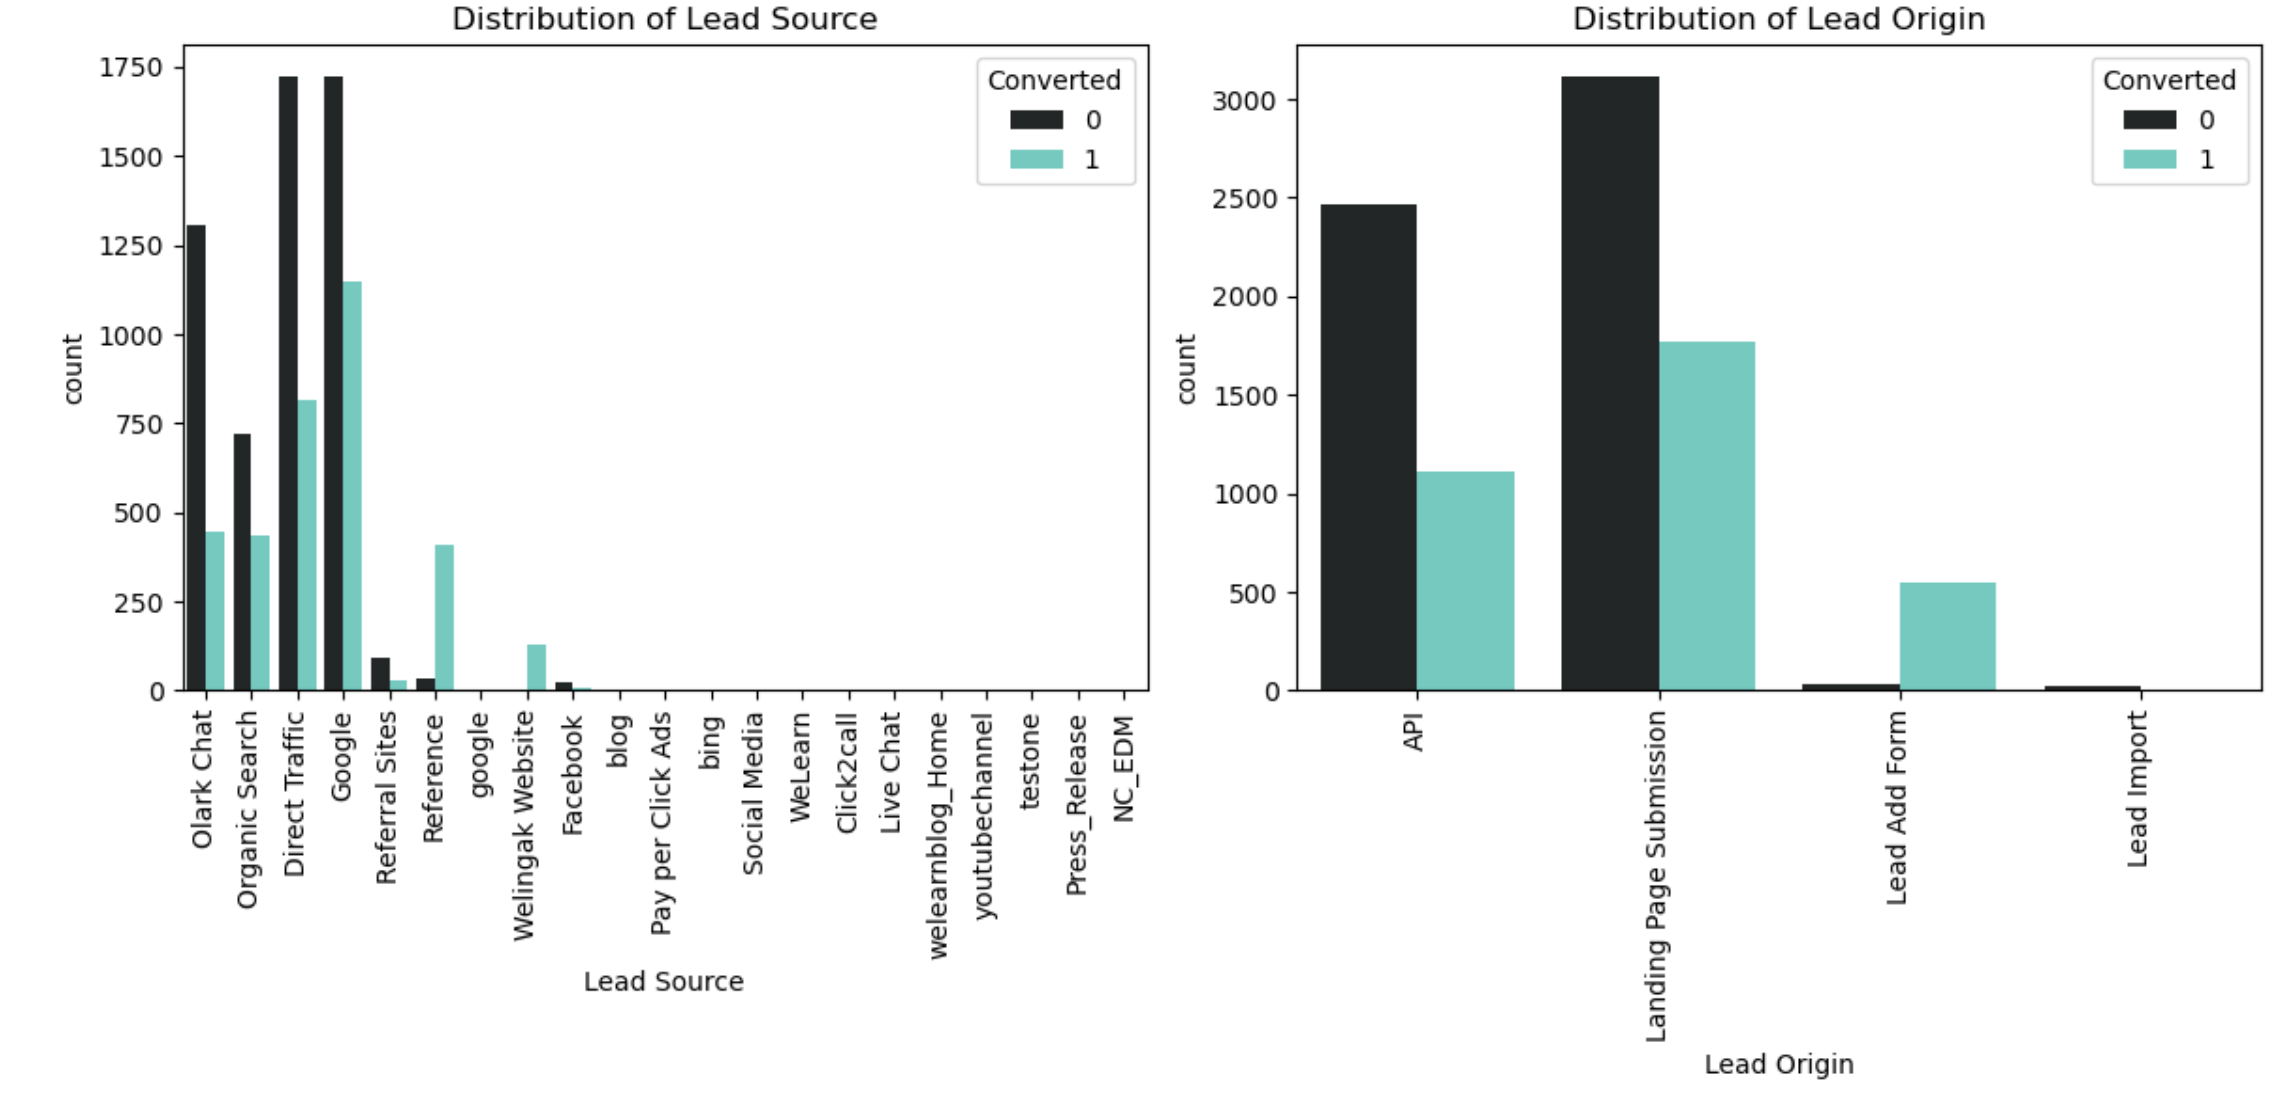 Distribution of Lead Source
1750
1500
1250
1000
750
500
250
0
count
Converted
0
1
Olark Chat
Organic Search
Direct Traffic
Google
Referral Sites
Reference
google
Welingak Website
Facebook
blog
Pay per Click Ads
bing
Social Media
WeLearn
Click2call
Live Chat
welearnblog_Home
youtubechannel
testone
Press_Release
NC_EDM
Lead Source
Distribution of Lead Origin
3000
2500
2000
1500
1000
500
0
count
Converted
0
1
API
Landing Page Submission
Lead Add Form
Lead Import
Lead Origin